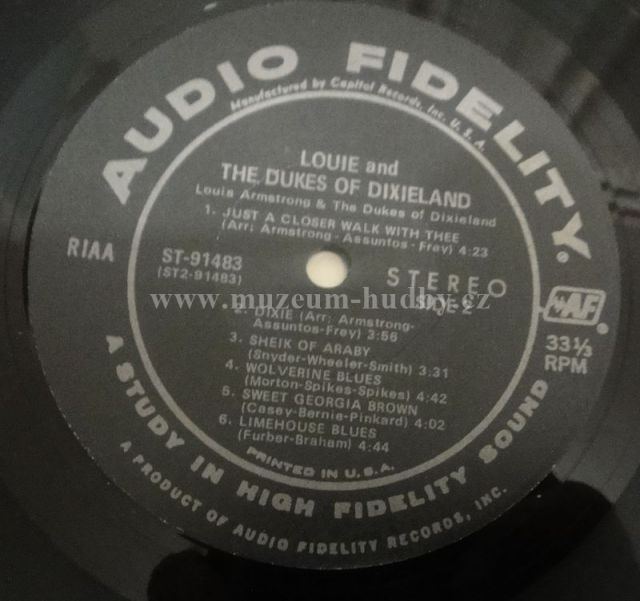 AUDIO FIDELITY®
Manufactured by Capitol Records, Inc. U.S.A.
LOUIE and
THE DUKES OF DIXIELAND
Louis Armstrong & The Dukes of Dixieland
1. JUST A CLOSER WALK WITH THEE
(Arr: Armstrong-Assuntos-Frey) 4:23
RIAA
ST-91483
(ST2-91483)
STEREO
SIDE 2
www.muzeum-hudby.cz
AF®
33⅓
RPM
2. DIXIE (Arr: Armstrong-
Assuntos-Frey) 3:56
3. SHEIK OF ARABY
(Snyder-Wheeler-Smith) 3:31
4. WOLVERINE BLUES
(Morton-Spikes-Spikes) 4:42
5. SWEET GEORGIA BROWN
(Casey-Bernie-Pinkard) 4:02
6. LIMEHOUSE BLUES
(Furber-Braham) 4:44
PRINTED IN U.S.A.
A STUDY IN HIGH FIDELITY SOUND
A PRODUCT OF AUDIO FIDELITY RECORDS, INC.